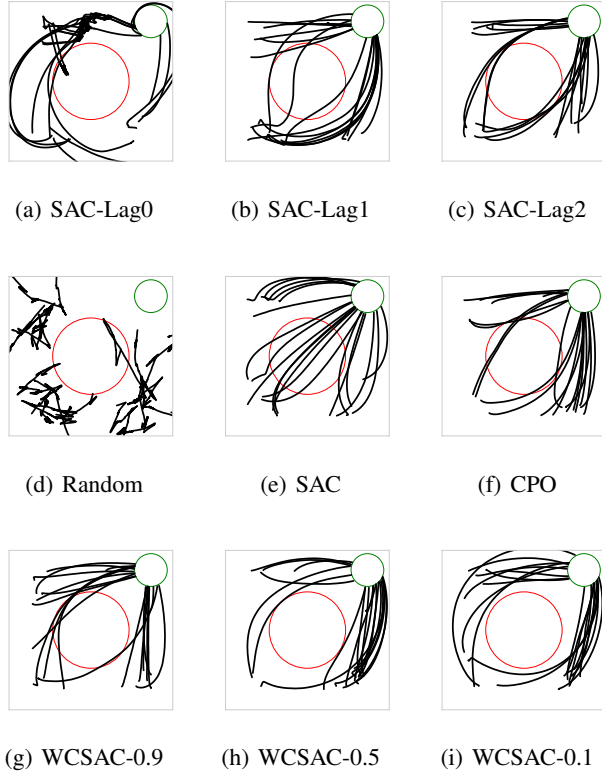 (a) SAC-Lag0 (b) SAC-Lag1 (c) SAC-Lag2
(d) Random (e) SAC (f) CPO
(g) WCSAC-0.9 (h) WCSAC-0.5 (i) WCSAC-0.1